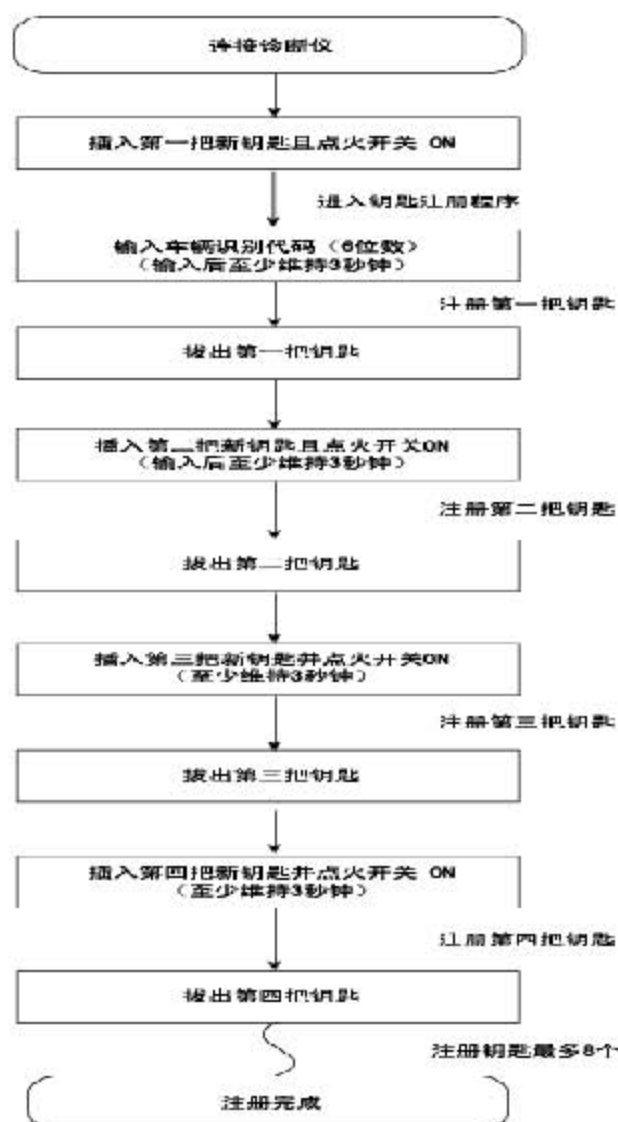 连接诊断仪
插入第一把新钥匙且点火开关 ON
进入钥匙注册程序
输入车辆识别代码（6位数）
（输入后至少维持3秒钟）
注册第一把钥匙
拔出第一把钥匙
插入第二把新钥匙且点火开关ON
（输入后至少维持3秒钟）
注册第二把钥匙
拔出第二把钥匙
插入第三把新钥匙并点火开关ON
（至少维持3秒钟）
注册第三把钥匙
拔出第三把钥匙
插入第四把新钥匙并点火开关 ON
（至少维持3秒钟）
注册第四把钥匙
拔出第四把钥匙
注册钥匙最多8个
注册完成